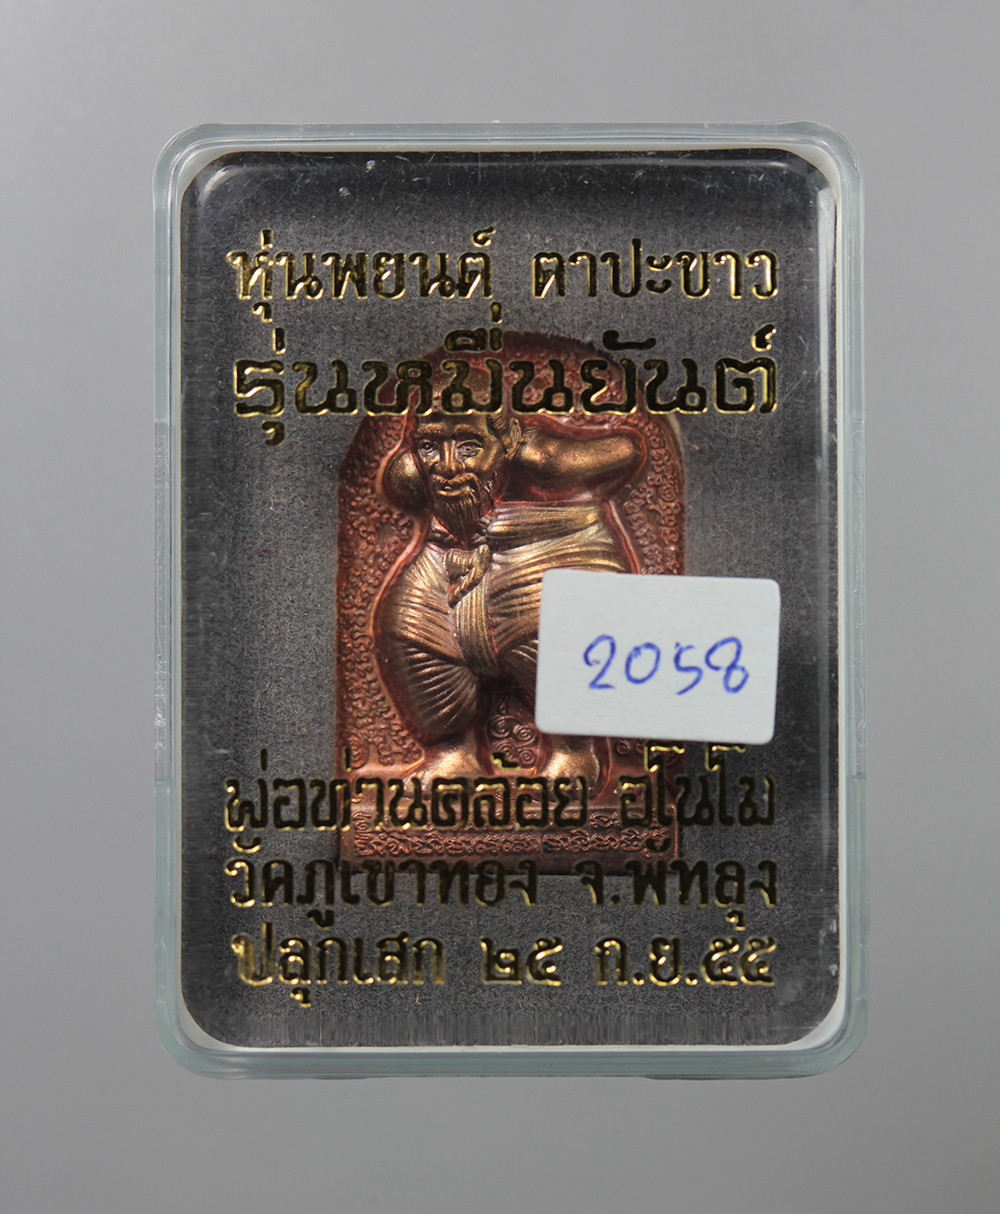 หุ่นพยนต์ ตาปะขาว
รุ่นหมื่นยันต์
2058
พ่อท่านคล้อย อโนโม
วัดภูเขาทอง จ.พัทลุง
ปลุกเสก ๒๕ ก.ย.๕๕